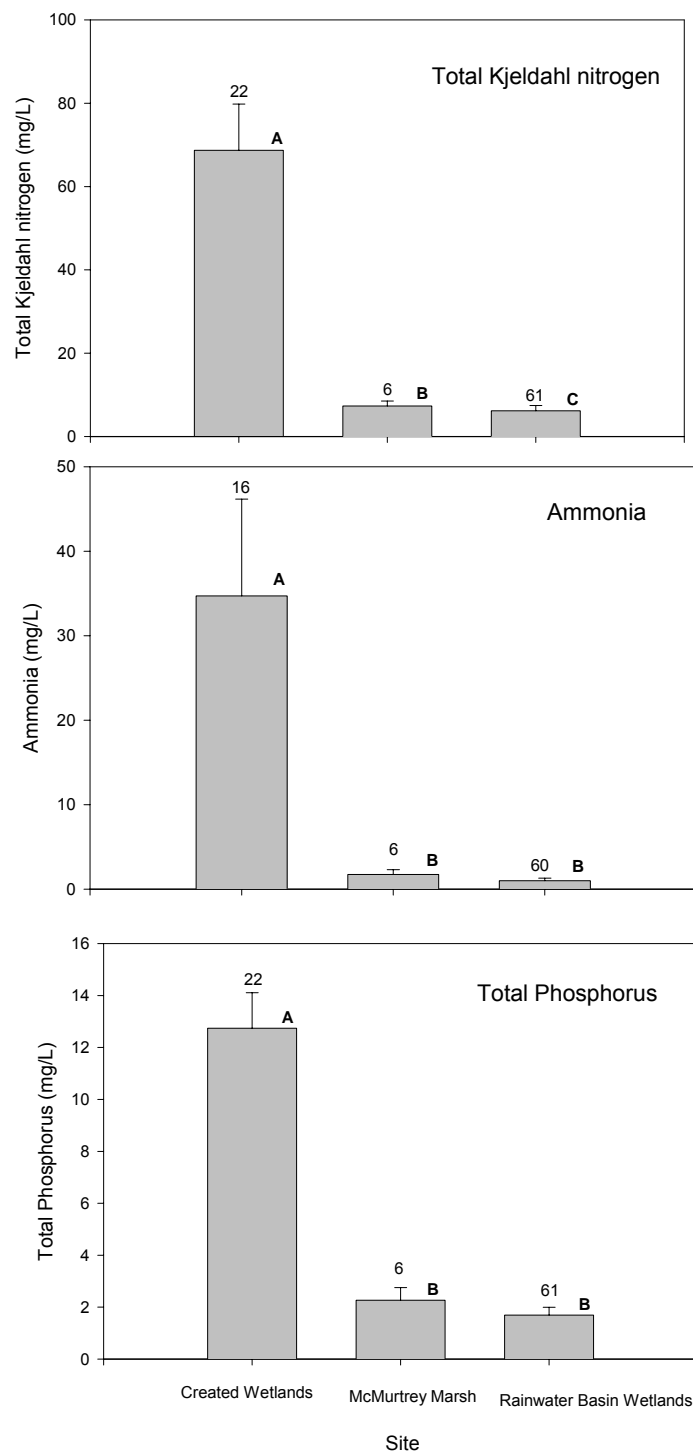 Total Kjeldahl nitrogen
Total Kjeldahl nitrogen (mg/L)
100
80
60
40
20
0
22
A
6
B
61
C
Ammonia
Ammonia (mg/L)
50
40
30
20
10
0
16
A
6
B
60
B
Total Phosphorus
Total Phosphorus (mg/L)
16
14
12
10
8
6
4
2
0
22
A
6
B
61
B
Created Wetlands
McMurtrey Marsh
Rainwater Basin Wetlands
Site